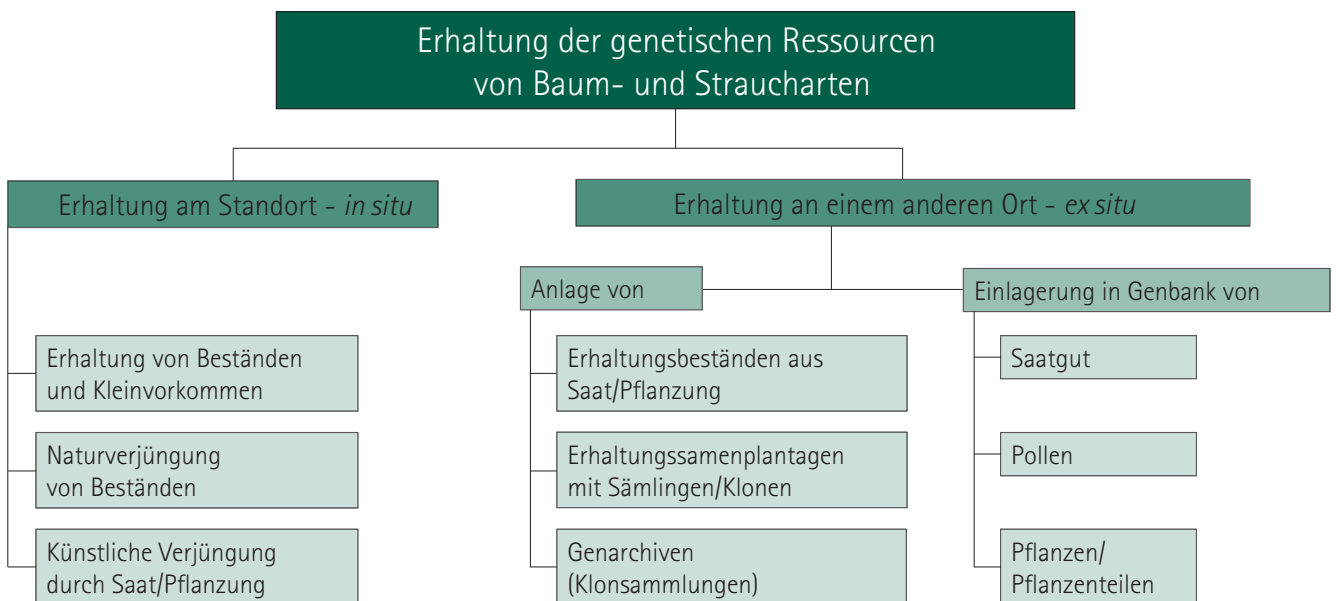 Erhaltung der genetischen Ressourcen
von Baum- und Straucharten
Erhaltung am Standort - in situ
Erhaltung an einem anderen Ort - ex situ
Erhaltung von Beständen
und Kleinvorkommen
Naturverjüngung
von Beständen
Künstliche Verjüngung
durch Saat/Pflanzung
Anlage von
Erhaltungsbeständen aus
Saat/Pflanzung
Erhaltungssamenplantagen
mit Sämlingen/Klonen
Genarchiven
(Klonsammlungen)
Einlagerung in Genbank von
Saatgut
Pollen
Pflanzen/
Pflanzenteilen